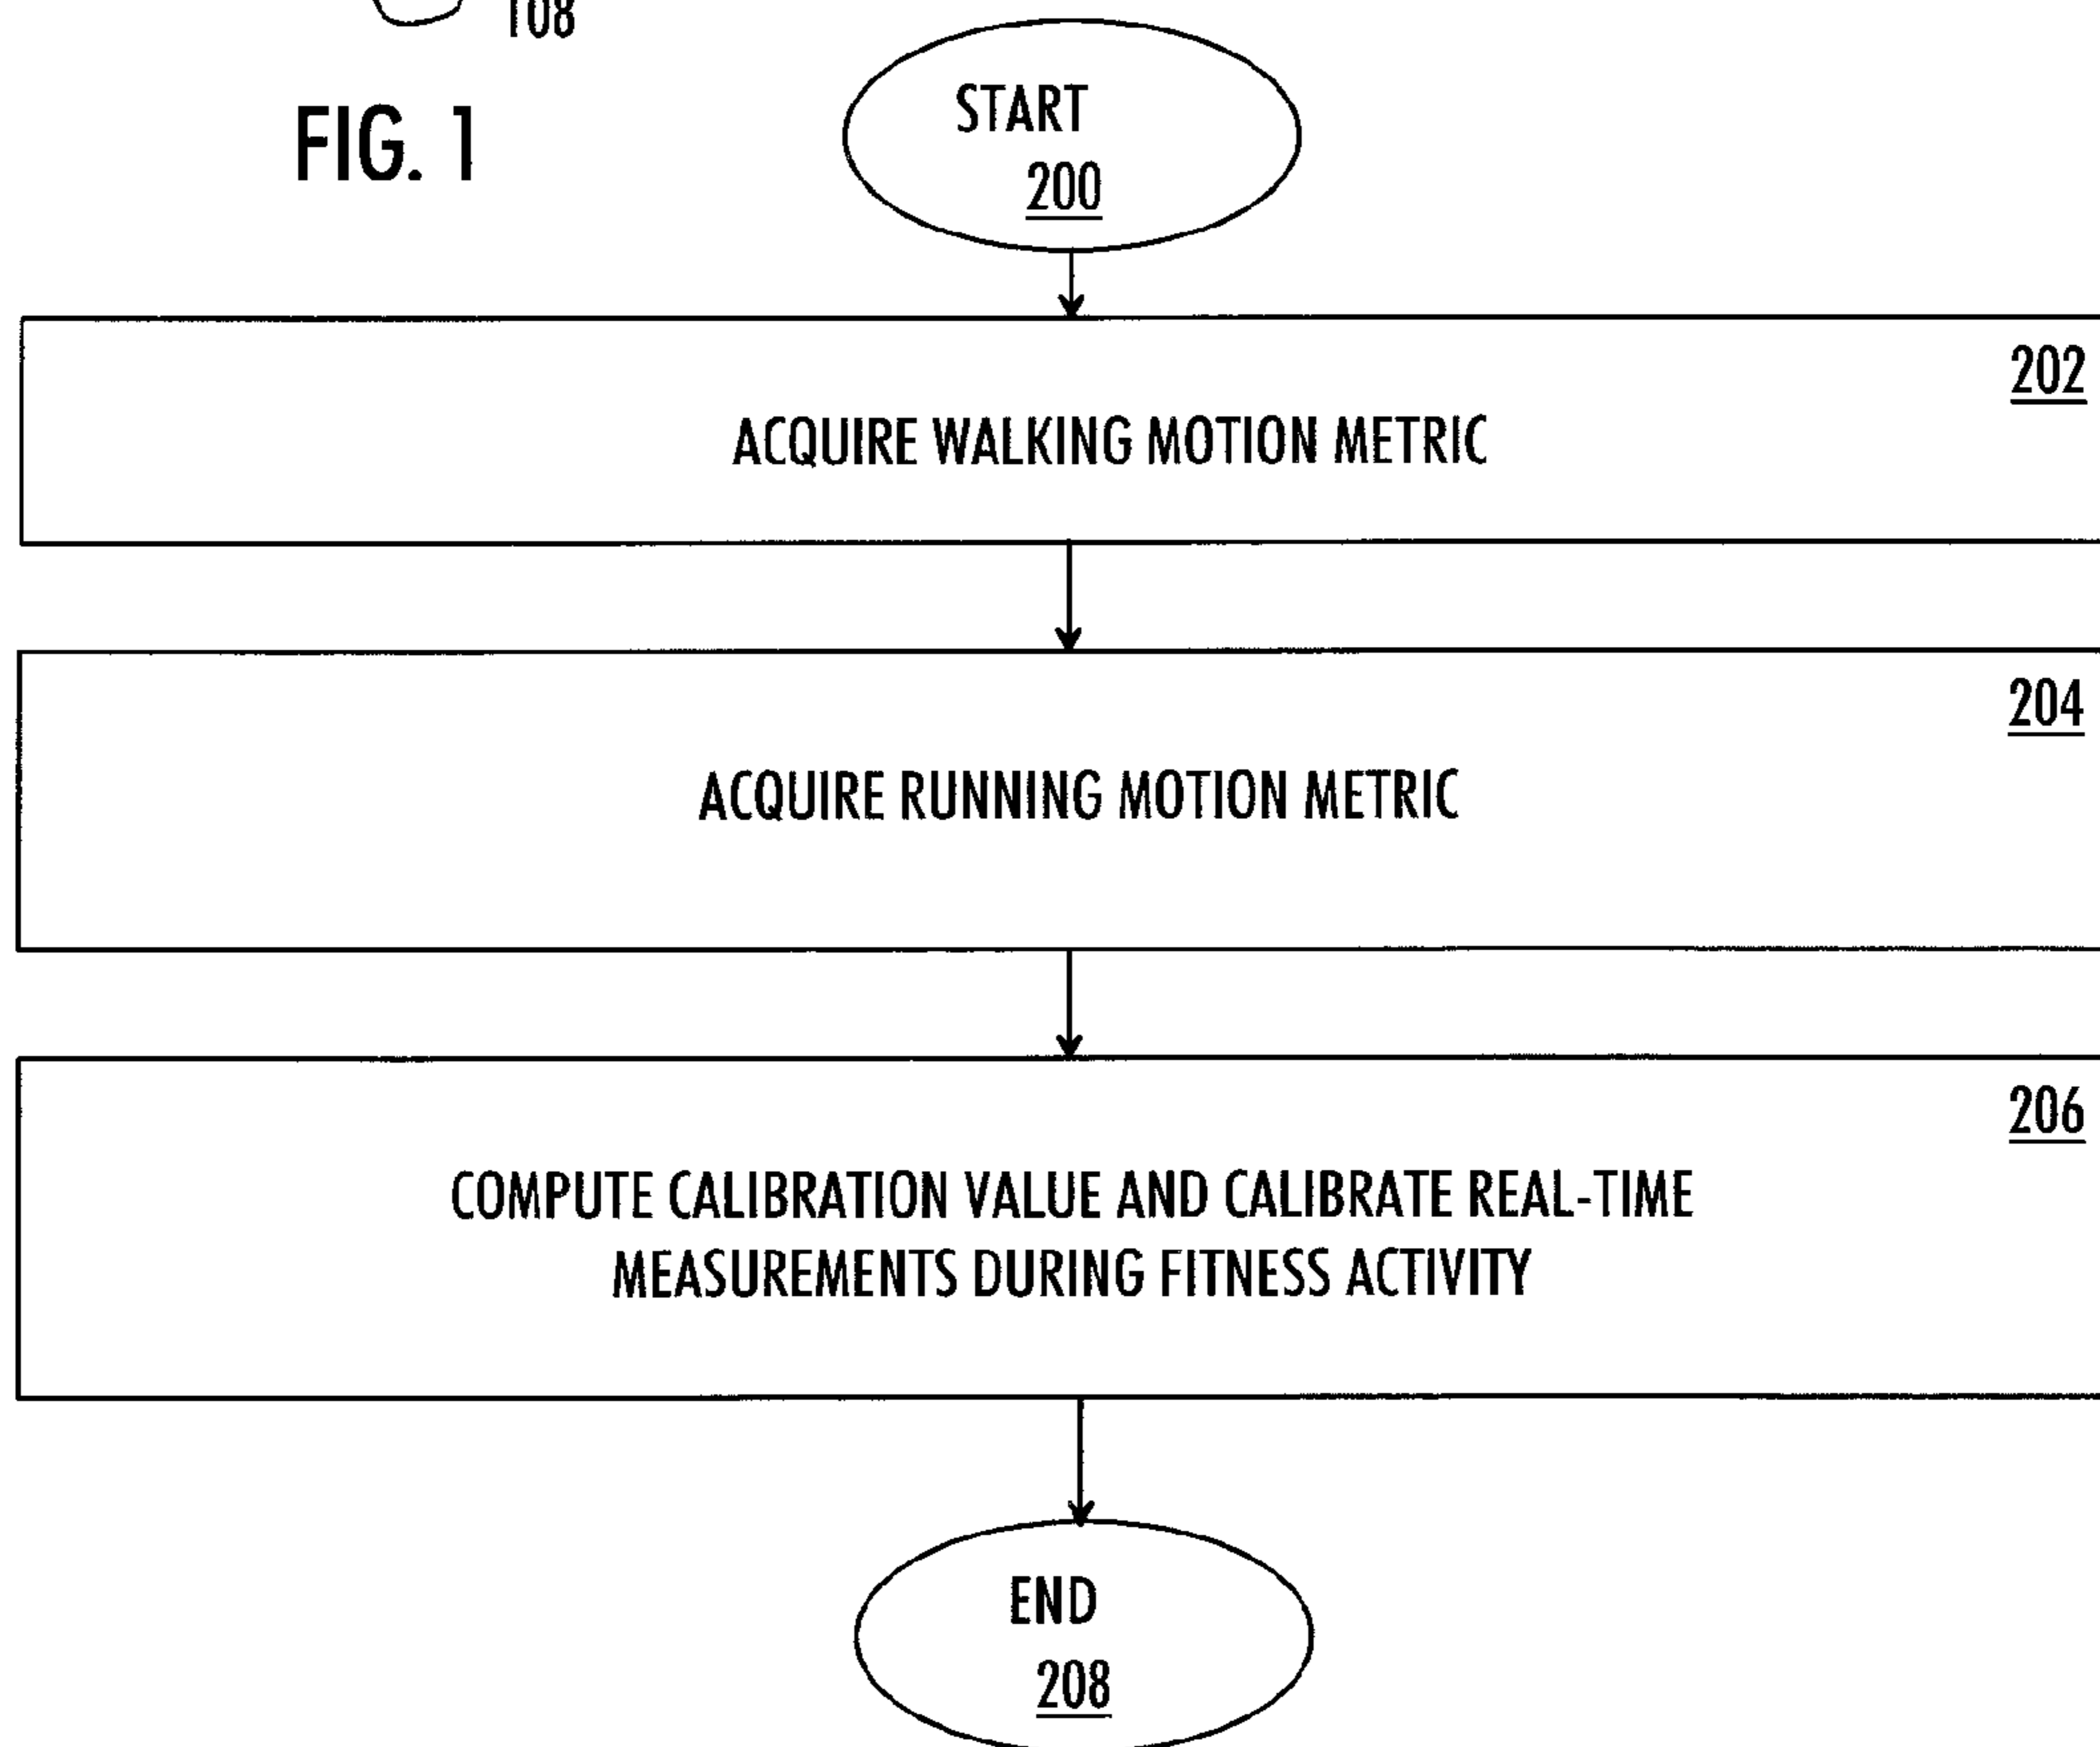 108
FIG. 1
START
200
202
ACQUIRE WALKING MOTION METRIC
204
ACQUIRE RUNNING MOTION METRIC
206
COMPUTE CALIBRATION VALUE AND CALIBRATE REAL-TIME
MEASUREMENTS DURING FITNESS ACTIVITY
END
208